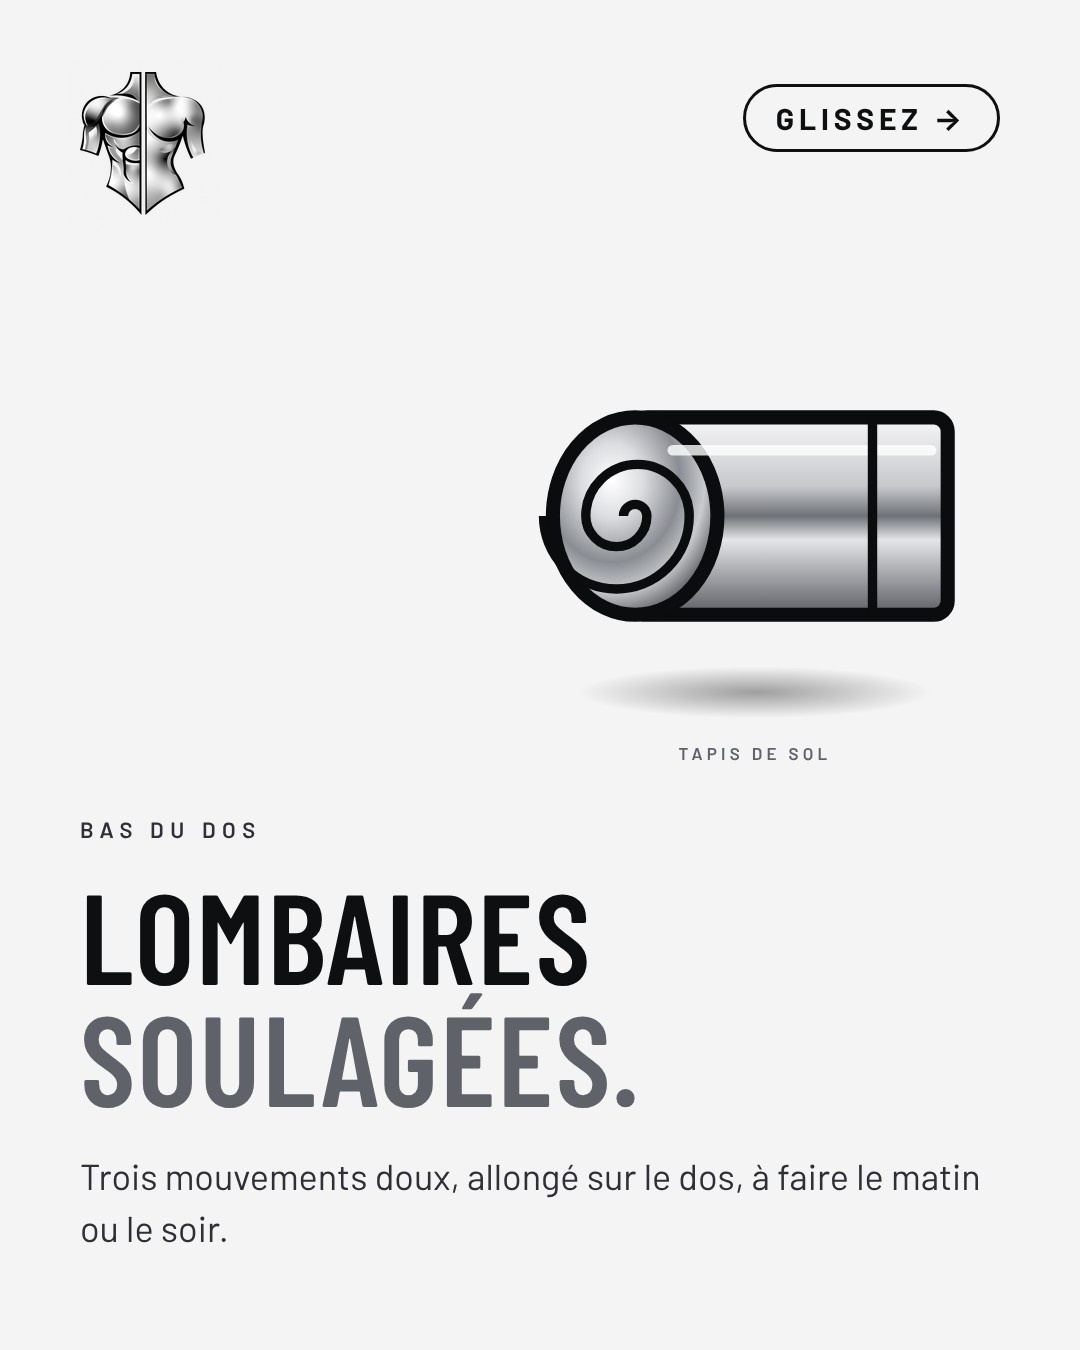 GLISSEZ →
TAPIS DE SOL
BAS DU DOS
LOMBAIRES
SOULAGÉES.
Trois mouvements doux, allongé sur le dos, à faire le matin
ou le soir.